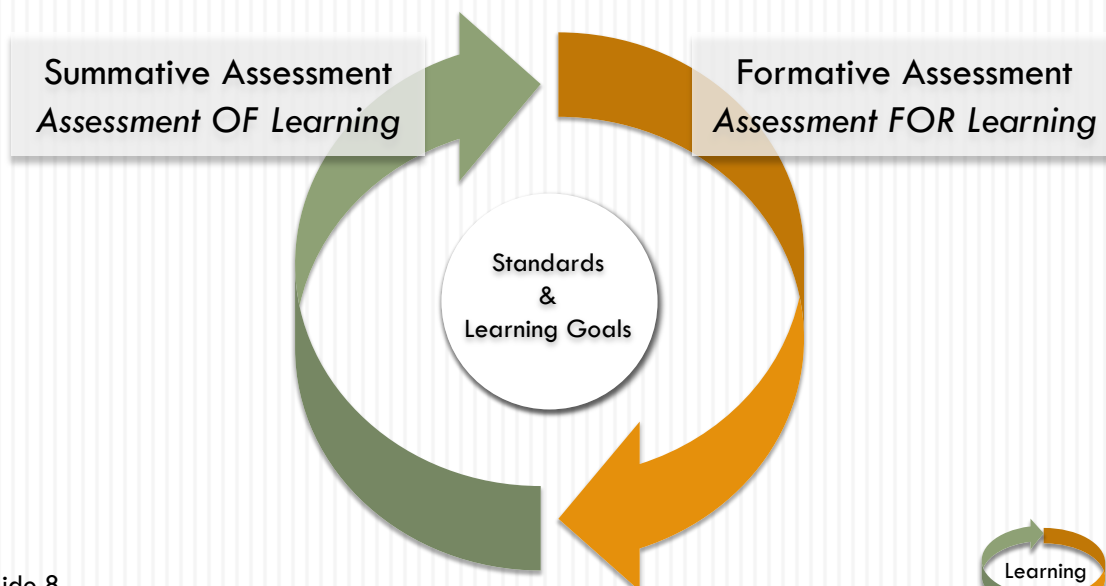 Summative Assessment
Assessment OF Learning
Formative Assessment
Assessment FOR Learning
Standards
&
Learning Goals
Learning